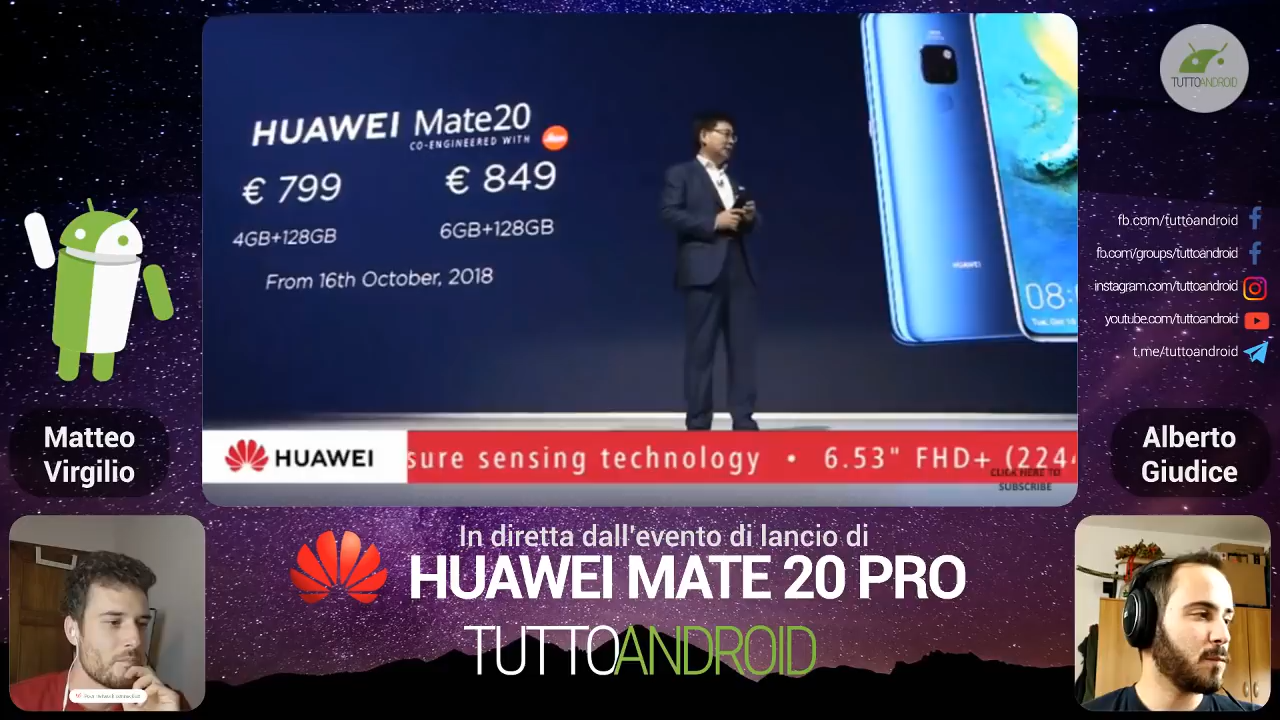 HUAWEI Mate20
CO-ENGINEERED WITH
€ 799
€ 849
4GB+128GB
6GB+128GB
From 16th October, 2018
HUAWEI
08:
HUAWEI
sure sensing technology • 6.53" FHD+ (224
CLICK HERE TO
SUBSCRIBE
TUTTOANDROID
fb.com/tuttoandroid
fb.com/groups/tuttoandroid
instagram.com/tuttoandroid
youtube.com/tuttoandroid
t.me/tuttoandroid
Matteo
Virgilio
Alberto
Giudice
In diretta dall'evento di lancio di
HUAWEI MATE 20 PRO
TUTTOANDROID